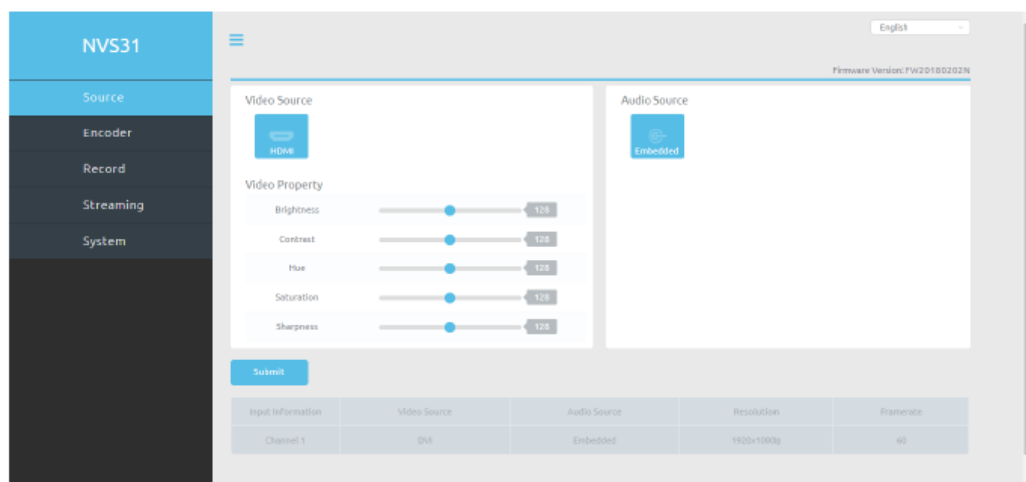 NVS31
English
Firmware Version:FW20180202N
Source
Encoder
Record
Streaming
System
Video Source
HDMI
Video Property
Brightness 128
Contrast 128
Hue 128
Saturation 128
Sharpness 128
Audio Source
Embedded
Submit
Input Information Video Source Audio Source Resolution Framerate
Channel 1 DVI Embedded 1920x1080p 60